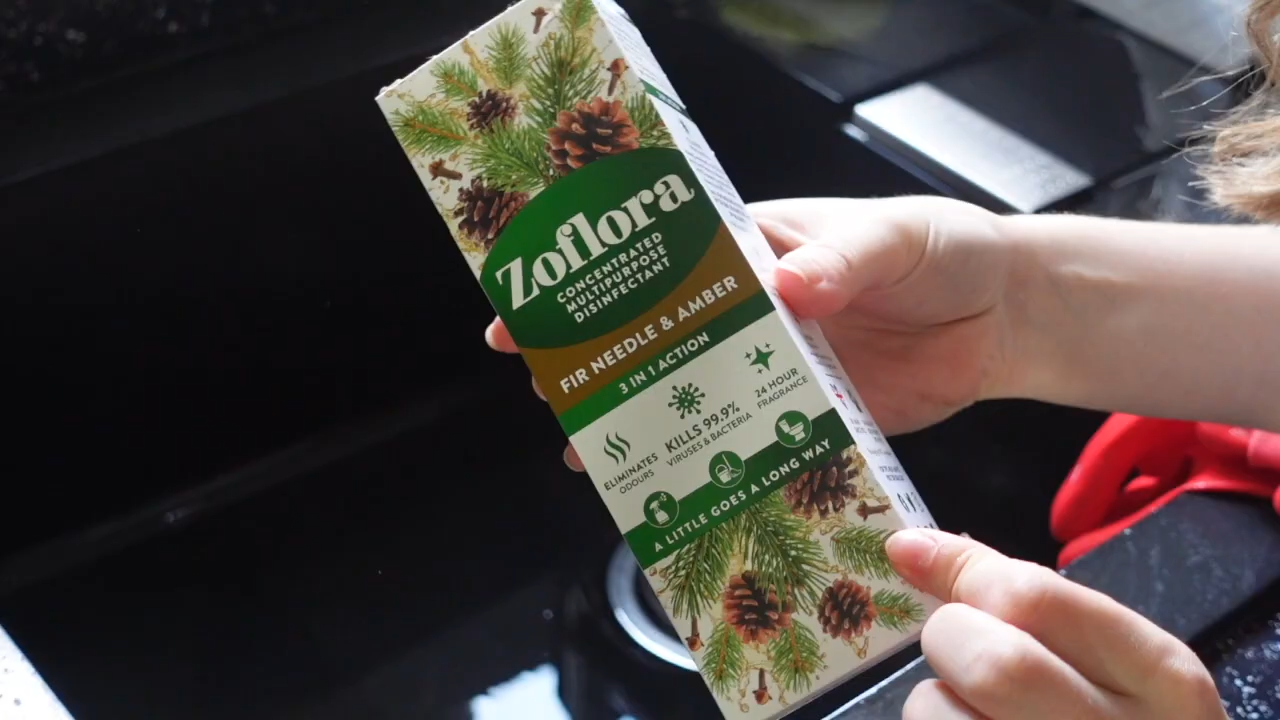 Zoflora
CONCENTRATED
MULTIPURPOSE
DISINFECTANT
FIR NEEDLE & AMBER
3 IN 1 ACTION
ELIMINATES
ODOURS
KILLS 99.9%
VIRUSES & BACTERIA
24 HOUR
FRAGRANCE
A LITTLE GOES A LONG WAY